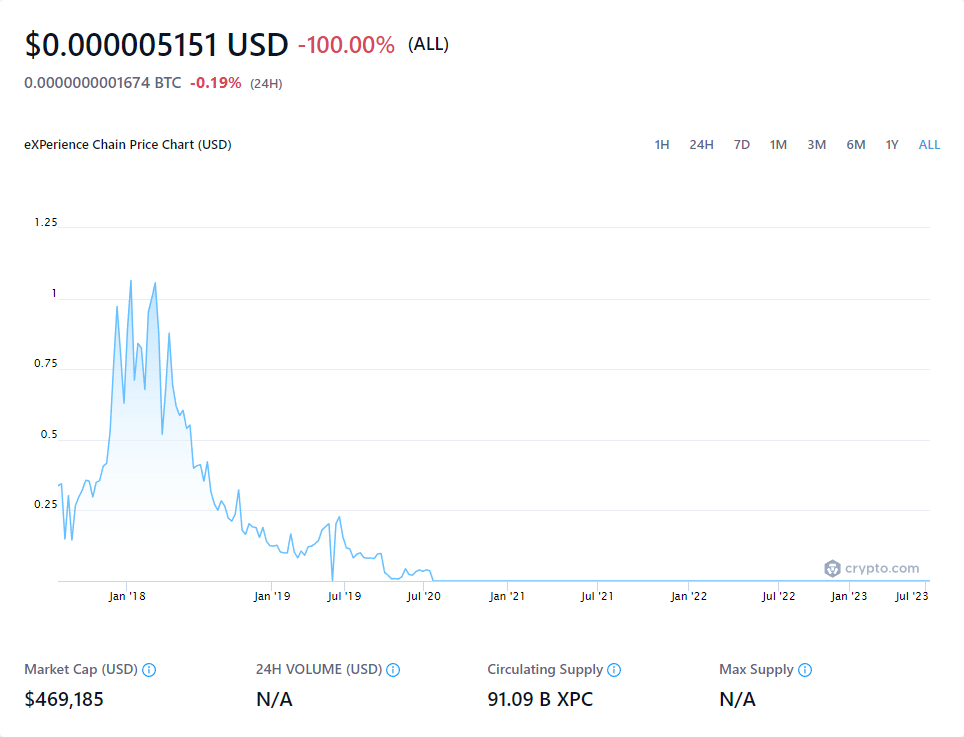 $0.000005151 USD -100.00% (ALL)
0.0000000001674 BTC -0.19% (24H)
eXPerience Chain Price Chart (USD) 1H 24H 7D 1M 3M 6M 1Y ALL
1.25
1
0.75
0.5
0.25
crypto.com
Jan '18 Jan '19 Jul '19 Jul '20 Jan '21 Jul '21 Jan '22 Jul '22 Jan '23 Jul '23
Market Cap (USD) 24H VOLUME (USD) Circulating Supply Max Supply
$469,185 N/A 91.09 B XPC N/A